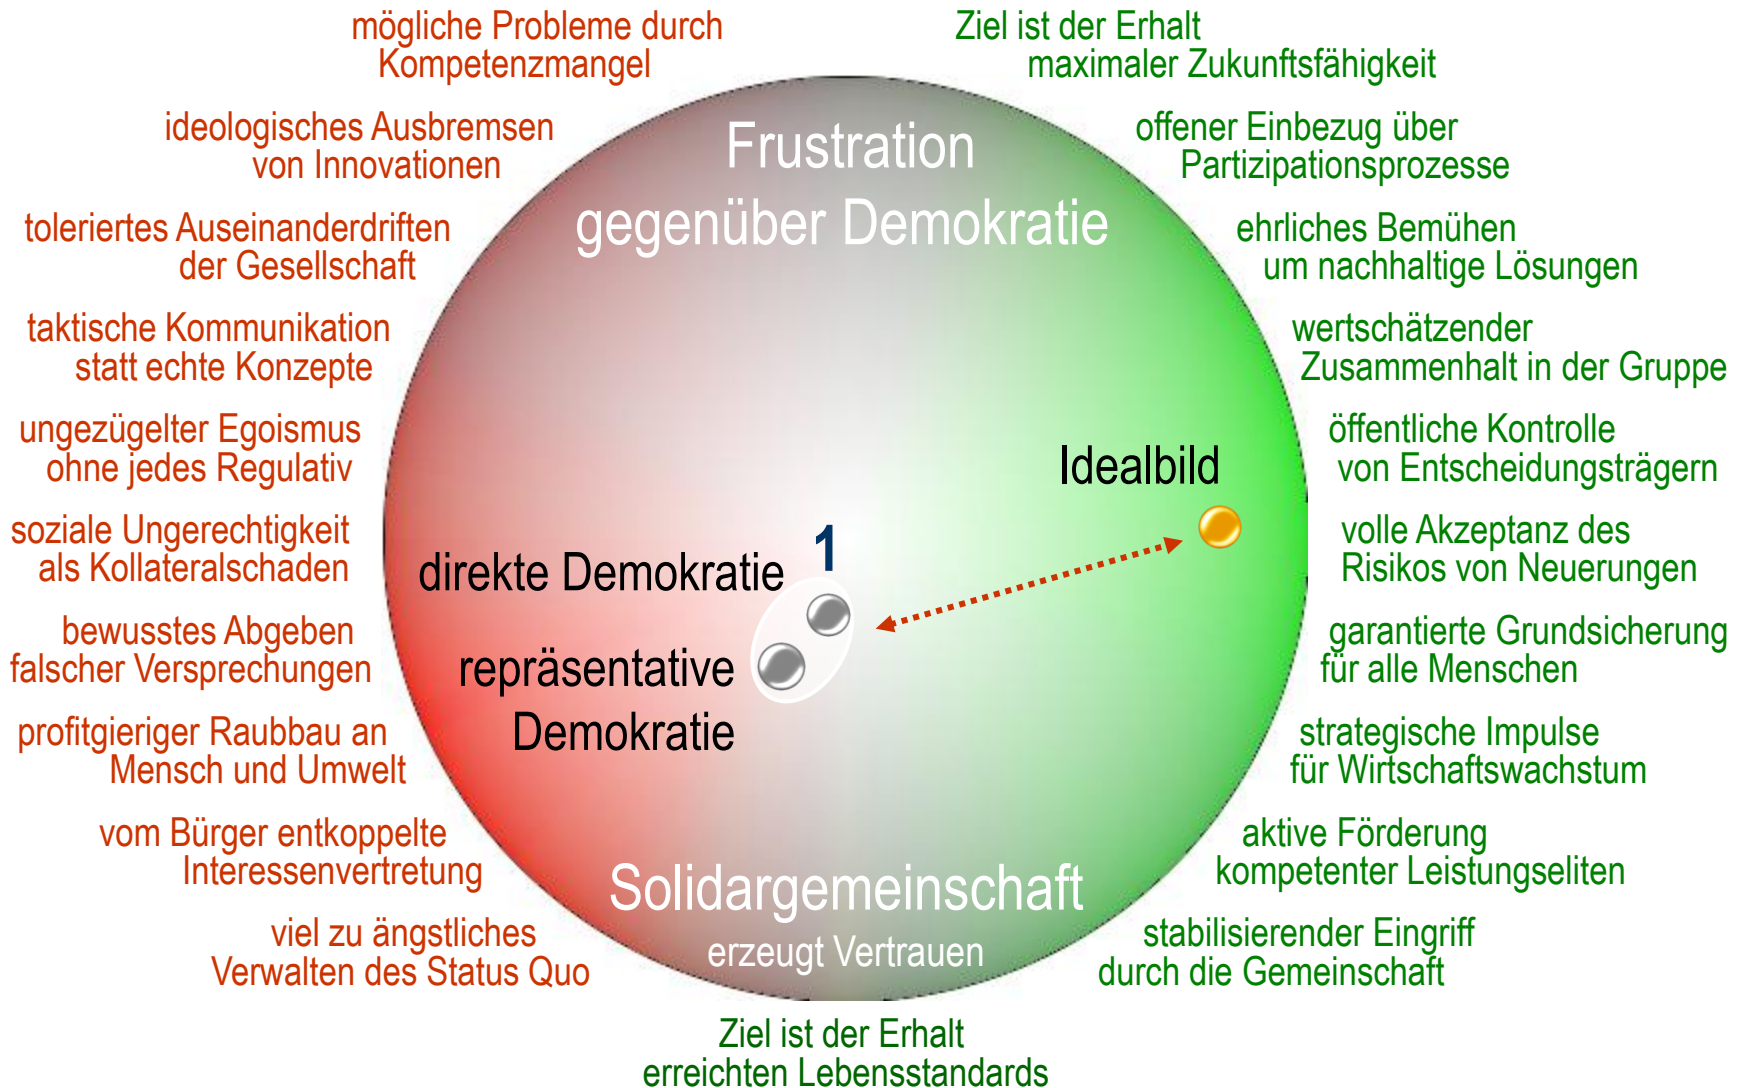 mögliche Probleme durch
Kompetenzmangel
ideologisches Ausbremsen
von Innovationen
toleriertes Auseinanderdriften
der Gesellschaft
taktische Kommunikation
statt echte Konzepte
ungezügelter Egoismus
ohne jedes Regulativ
soziale Ungerechtigkeit
als Kollateralschaden
bewusstes Abgeben
falscher Versprechungen
profitgieriger Raubbau an
Mensch und Umwelt
vom Bürger entkoppelte
Interessenvertretung
viel zu ängstliches
Verwalten des Status Quo
Frustration
gegenüber Demokratie
Idealbild
1
direkte Demokratie
repräsentative
Demokratie
Solidargemeinschaft
erzeugt Vertrauen
Ziel ist der Erhalt
maximaler Zukunftsfähigkeit
offener Einbezug über
Partizipationsprozesse
ehrliches Bemühen
um nachhaltige Lösungen
wertschätzender
Zusammenhalt in der Gruppe
öffentliche Kontrolle
von Entscheidungsträgern
volle Akzeptanz des
Risikos von Neuerungen
garantierte Grundsicherung
für alle Menschen
strategische Impulse
für Wirtschaftswachstum
aktive Förderung
kompetenter Leistungseliten
stabilisierender Eingriff
durch die Gemeinschaft
Ziel ist der Erhalt
erreichten Lebensstandards